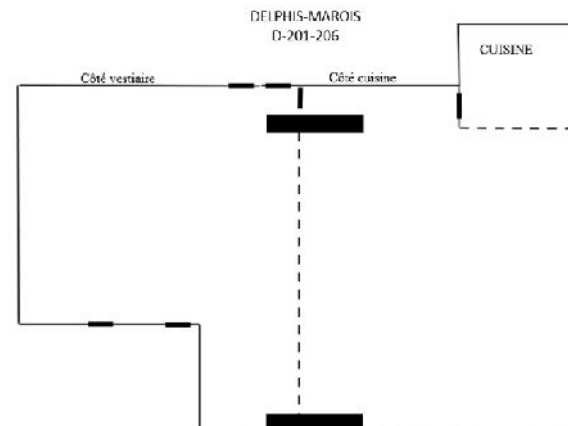 DELPHIS-MAROIS
D-201-206
CUISINE
Côté vestiaire
Côté cuisine